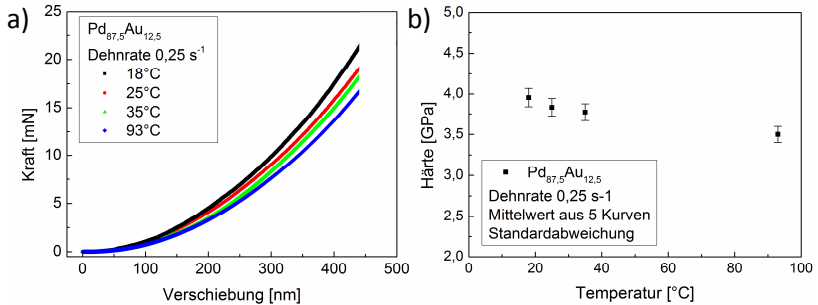 a)
Pd87,5Au12,5
Dehnrate 0,25 s-1
18°C
25°C
35°C
93°C
Kraft [mN]
25
20
15
10
5
0
0 100 200 300 400 500
Verschiebung [nm]
b)
Härte [GPa]
5,0
4,5
4,0
3,5
3,0
2,5
2,0
Pd87,5Au12,5
Dehnrate 0,25 s-1
Mittelwert aus 5 Kurven
Standardabweichung
0 20 40 60 80 100
Temperatur [°C]